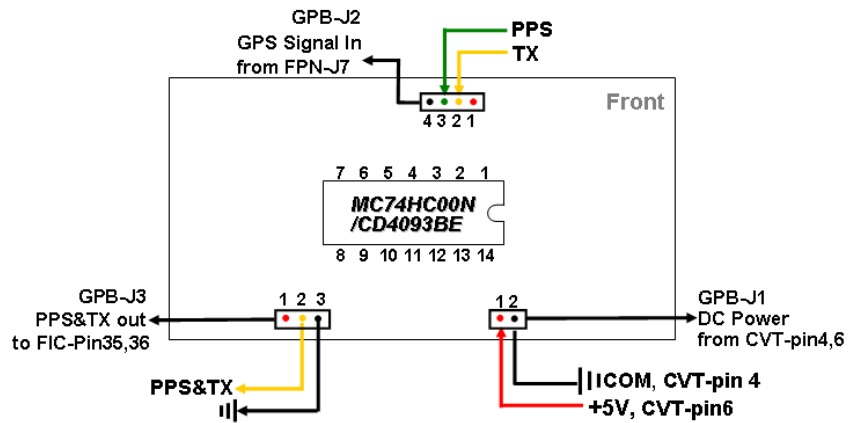 GPB-J2
GPS Signal In
from FPN-J7
PPS
TX
Front
4 3 2 1
7 6 5 4 3 2 1
MC74HC00N
/CD4093BE
8 9 10 11 12 13 14
GPB-J3
PPS&TX out
to FIC-Pin35,36
1 2 3
1 2
GPB-J1
DC Power
from CVT-pin4,6
PPS&TX
ICOM, CVT-pin 4
+5V, CVT-pin6